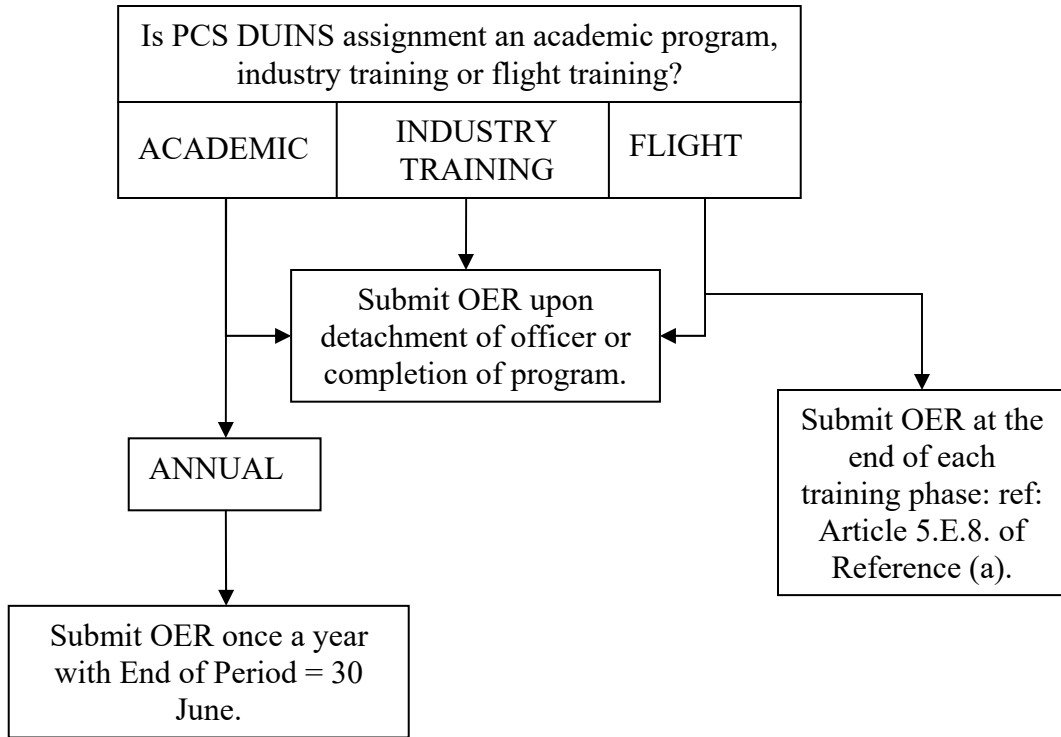 Is PCS DUINS assignment an academic program,
industry training or flight training?
ACADEMIC
INDUSTRY
TRAINING
FLIGHT
Submit OER upon
detachment of officer or
completion of program.
Submit OER at the
end of each
training phase: ref:
Article 5.E.8. of
Reference (a).
ANNUAL
Submit OER once a year
with End of Period = 30
June.